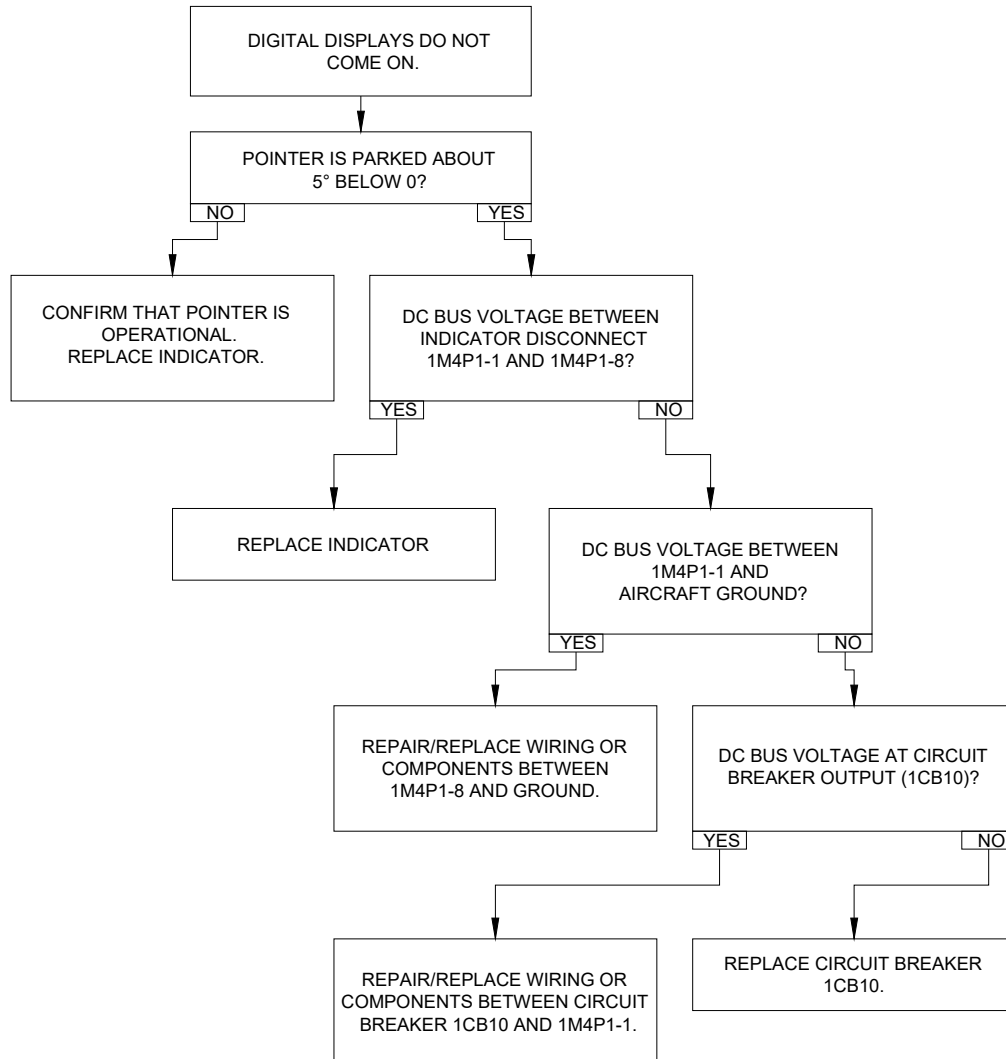 DIGITAL DISPLAYS DO NOT
COME ON.
POINTER IS PARKED ABOUT
5° BELOW 0?
NO
YES
CONFIRM THAT POINTER IS
OPERATIONAL.
REPLACE INDICATOR.
DC BUS VOLTAGE BETWEEN
INDICATOR DISCONNECT
1M4P1-1 AND 1M4P1-8?
YES
NO
REPLACE INDICATOR
DC BUS VOLTAGE BETWEEN
1M4P1-1 AND
AIRCRAFT GROUND?
YES
NO
REPAIR/REPLACE WIRING OR
COMPONENTS BETWEEN
1M4P1-8 AND GROUND.
DC BUS VOLTAGE AT CIRCUIT
BREAKER OUTPUT (1CB10)?
YES
NO
REPAIR/REPLACE WIRING OR
COMPONENTS BETWEEN CIRCUIT
BREAKER 1CB10 AND 1M4P1-1.
REPLACE CIRCUIT BREAKER
1CB10.